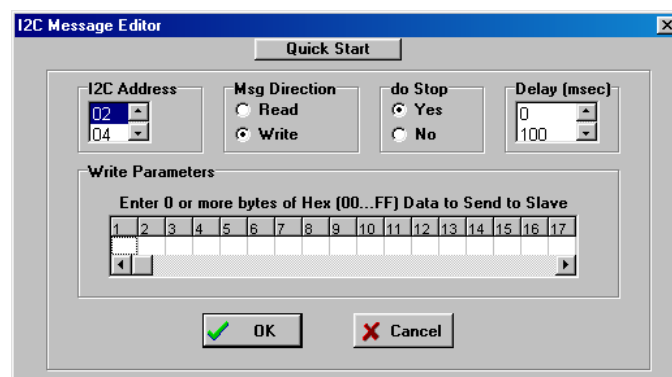 I2C Message Editor
Quick Start
I2C Address Msg Direction do Stop Delay (msec)
02 Read Yes 0
04 Write No 100
Write Parameters
Enter 0 or more bytes of Hex (00...FF) Data to Send to Slave
1 2 3 4 5 6 7 8 9 10 11 12 13 14 15 16 17
OK Cancel